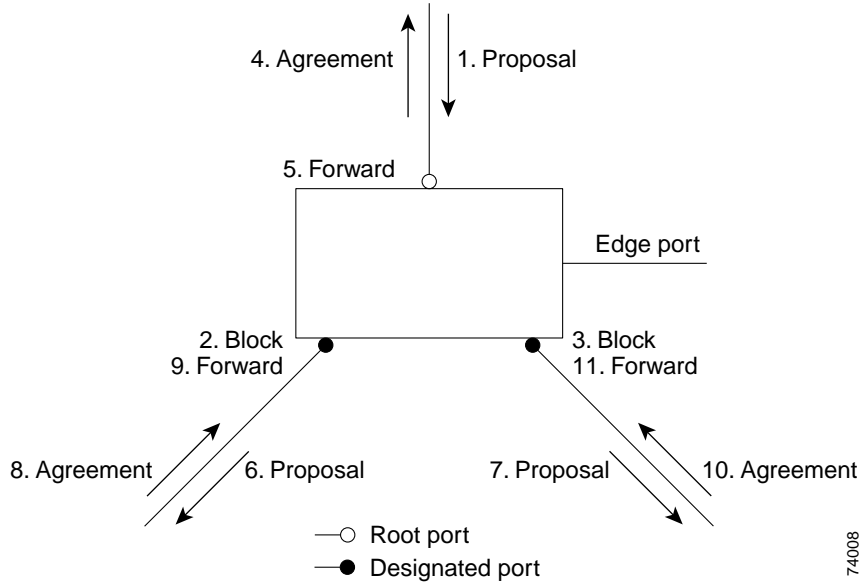 4. Agreement
1. Proposal
5. Forward
Edge port
2. Block
9. Forward
3. Block
11. Forward
8. Agreement
6. Proposal
7. Proposal
10. Agreement
Root port
Designated port
74008